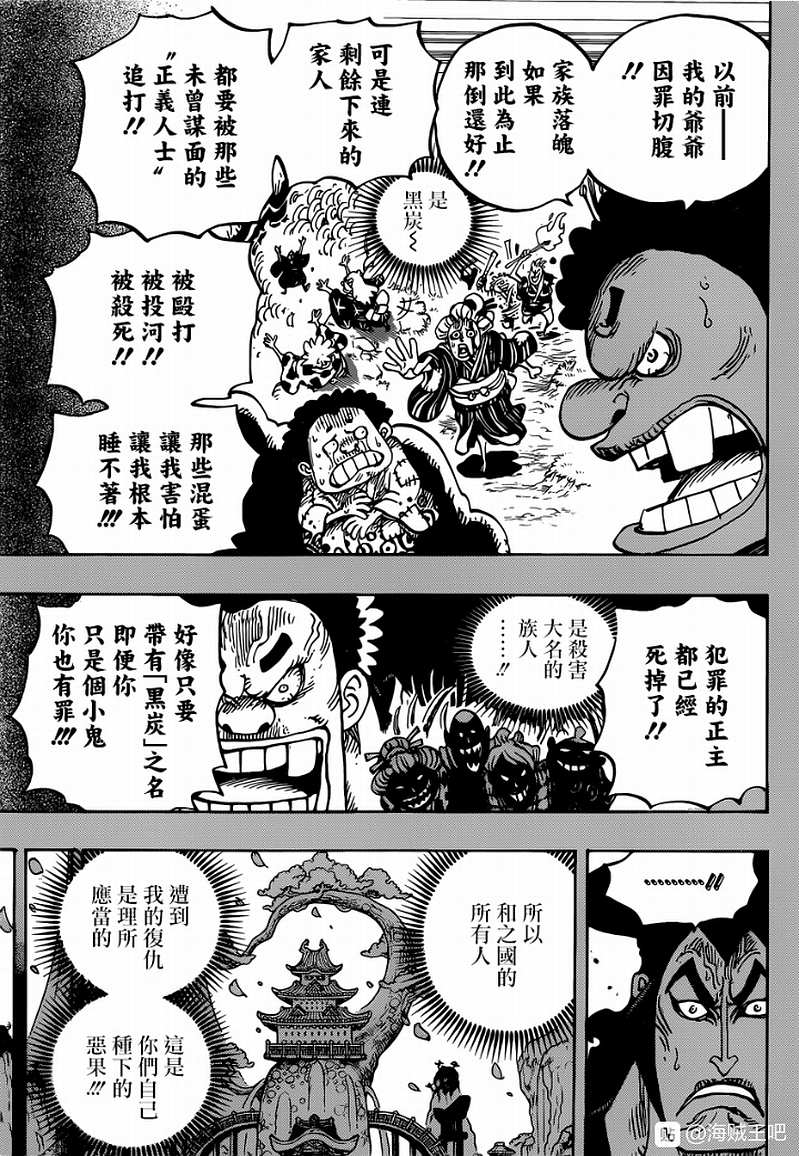 以前——
我的爺爺
因罪切腹
!!
家族落魄
如果
到此為止
那倒還好!!
可是連
剩餘下來的
家人
都要被那些
未曾謀面的
“正義人士”
追打!!
是
黑炭~
被毆打
被投河!!
被殺死!!
那些混蛋
讓我害怕
讓我根本
睡不著!!!
犯罪的正主
都已經
死掉了!!
是殺害
大名的
族人
……!!
好像只要
帶有「黑炭」之名
即便你
只是個小鬼
你也有罪!!!
…………!!
所以
和之國的
所有人
遭到
我的復仇
是理所
應當的
這是
你們自己
種下的
惡果!!!
貼 @海贼王吧